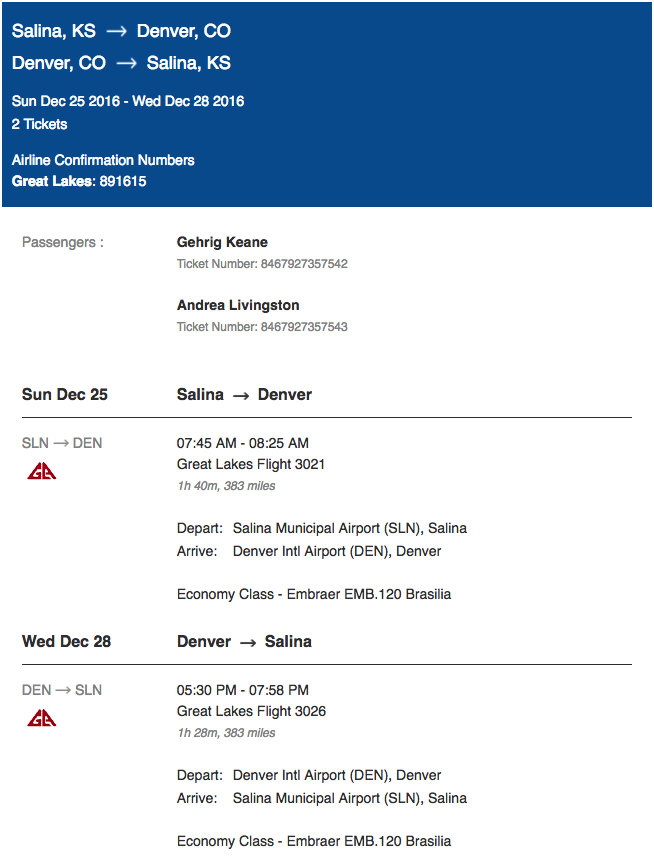 Salina, KS → Denver, CO
Denver, CO → Salina, KS
Sun Dec 25 2016 - Wed Dec 28 2016
2 Tickets
Airline Confirmation Numbers
Great Lakes: 891615
Passengers : Gehrig Keane
Ticket Number: 8467927357542
Andrea Livingston
Ticket Number: 8467927357543
Sun Dec 25 Salina → Denver
SLN → DEN 07:45 AM - 08:25 AM
Great Lakes Flight 3021
1h 40m, 383 miles
Depart: Salina Municipal Airport (SLN), Salina
Arrive: Denver Intl Airport (DEN), Denver
Economy Class - Embraer EMB.120 Brasilia
Wed Dec 28 Denver → Salina
DEN → SLN 05:30 PM - 07:58 PM
Great Lakes Flight 3026
1h 28m, 383 miles
Depart: Denver Intl Airport (DEN), Denver
Arrive: Salina Municipal Airport (SLN), Salina
Economy Class - Embraer EMB.120 Brasilia